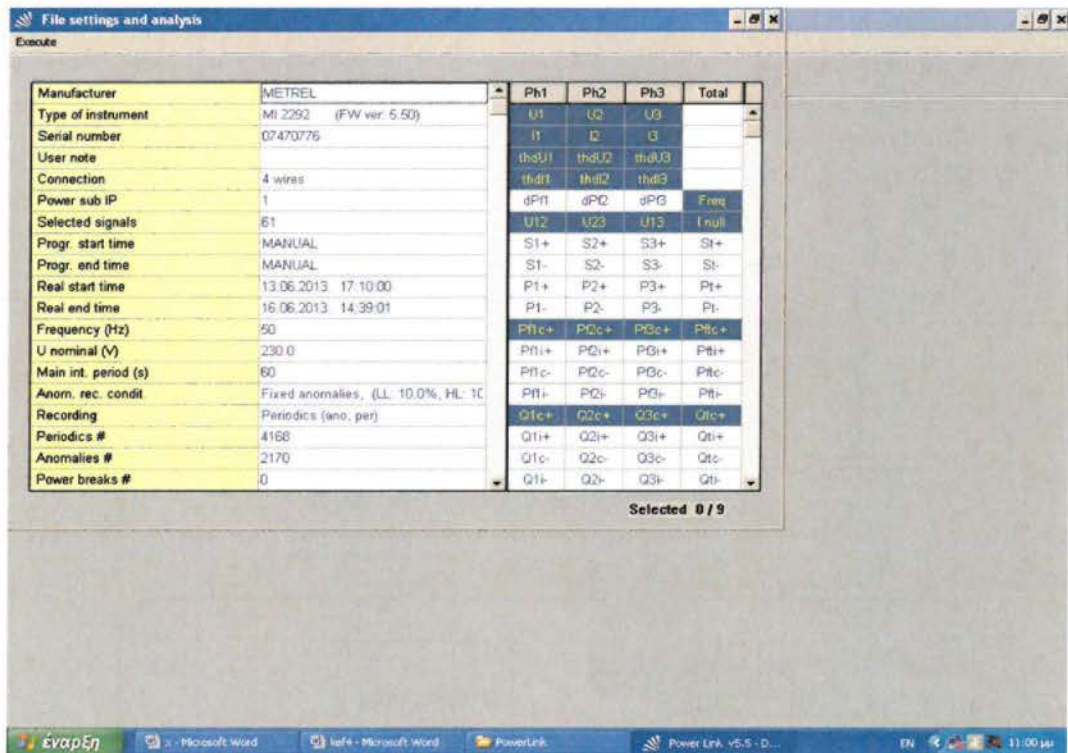 File settings and analysis
Execute
Manufacturer METREL
Type of instrument MI 2292 (FW ver: 5.50)
Serial number 07470776
User note
Connection 4 wires
Power sub IP 1
Selected signals 61
Progr. start time MANUAL
Progr. end time MANUAL
Real start time 13.06.2013 17:10:00
Real end time 16.06.2013 14:39:01
Frequency (Hz) 50
U nominal (V) 230.0
Main int. period (s) 60
Anom. rec. condit Fixed anomalies, (LL: 10.0%, HL: 10
Recording Periodics (ano, per)
Periodics # 4168
Anomalies # 2170
Power breaks # 0
Ph1 Ph2 Ph3 Total
U1 U2 U3
I1 I2 I3
thdU1 thdU2 thdU3
thdI1 thdI2 thdI3
dPf1 dPf2 dPf3 Freq
U12 U23 U13 I null
S1+ S2+ S3+ St+
S1- S2- S3- St-
P1+ P2+ P3+ Pt+
P1- P2- P3- Pt-
Pf1c+ Pf2c+ Pf3c+ Pftc+
Pf1i+ Pf2i+ Pf3i+ Pfti+
Pf1c- Pf2c- Pf3c- Pftc-
Pf1i- Pf2i- Pf3i- Pfti-
Q1c+ Q2c+ Q3c+ Qtc+
Q1i+ Q2i+ Q3i+ Qti+
Q1c- Q2c- Q3c- Qtc-
Q1i- Q2i- Q3i- Qti-
Selected 0 / 9
έναρξη
x - Microsoft Word
kef4 - Microsoft Word
PowerLink
Power Link v5.5 - D...
EN
11:00 μμ